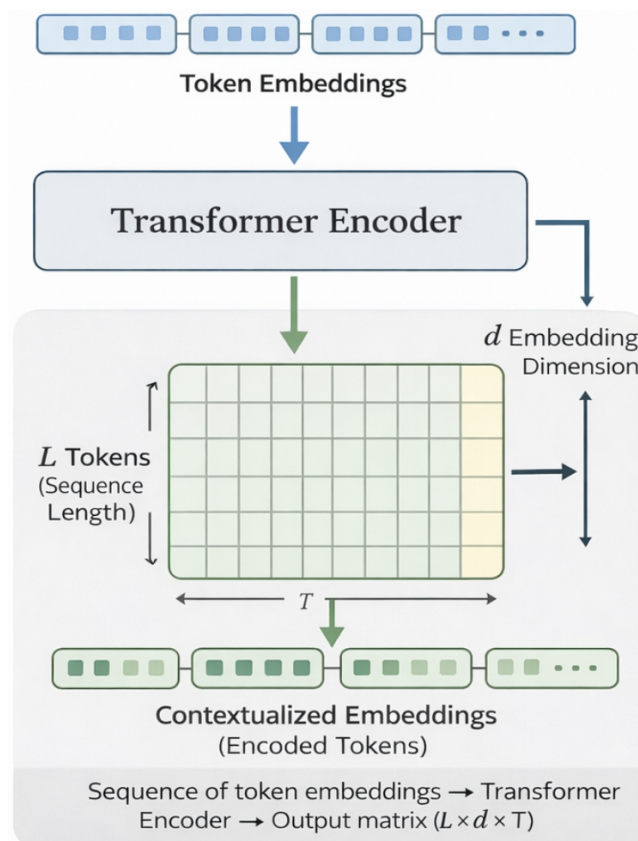 Token Embeddings
Transformer Encoder
d Embedding
Dimension
L Tokens
(Sequence
Length)
T
Contextualized Embeddings
(Encoded Tokens)
Sequence of token embeddings → Transformer
Encoder → Output matrix (L × d × T)